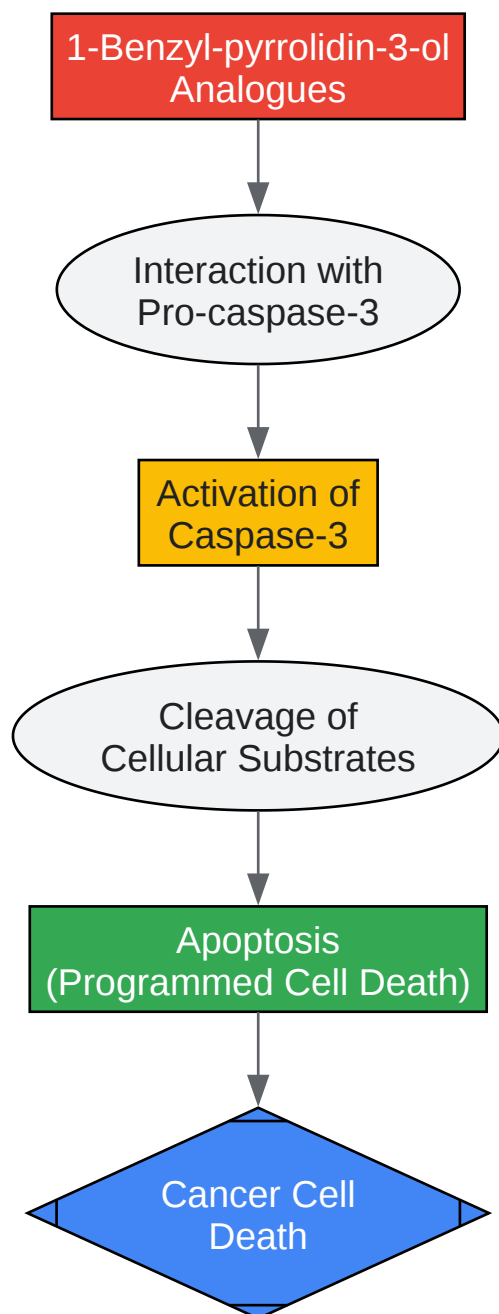 1-Benzyl-pyrrolidin-3-ol
Analogues
Interaction with
Pro-caspase-3
Activation of
Caspase-3
Cleavage of
Cellular Substrates
Apoptosis
(Programmed Cell Death)
Cancer Cell
Death